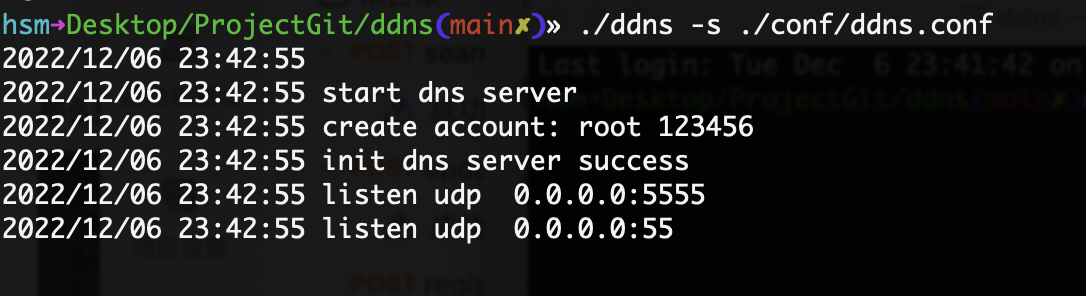 hsm→Desktop/ProjectGit/ddns(main✗)» ./ddns -s ./conf/ddns.conf
2022/12/06 23:42:55
2022/12/06 23:42:55 start dns server
2022/12/06 23:42:55 create account: root 123456
2022/12/06 23:42:55 init dns server success
2022/12/06 23:42:55 listen udp  0.0.0.0:5555
2022/12/06 23:42:55 listen udp  0.0.0.0:55
POST sear
Last login: Tue Dec  6 23:41:42 on
Desktop/ProjectGit/ddns(main✗)
POST regis